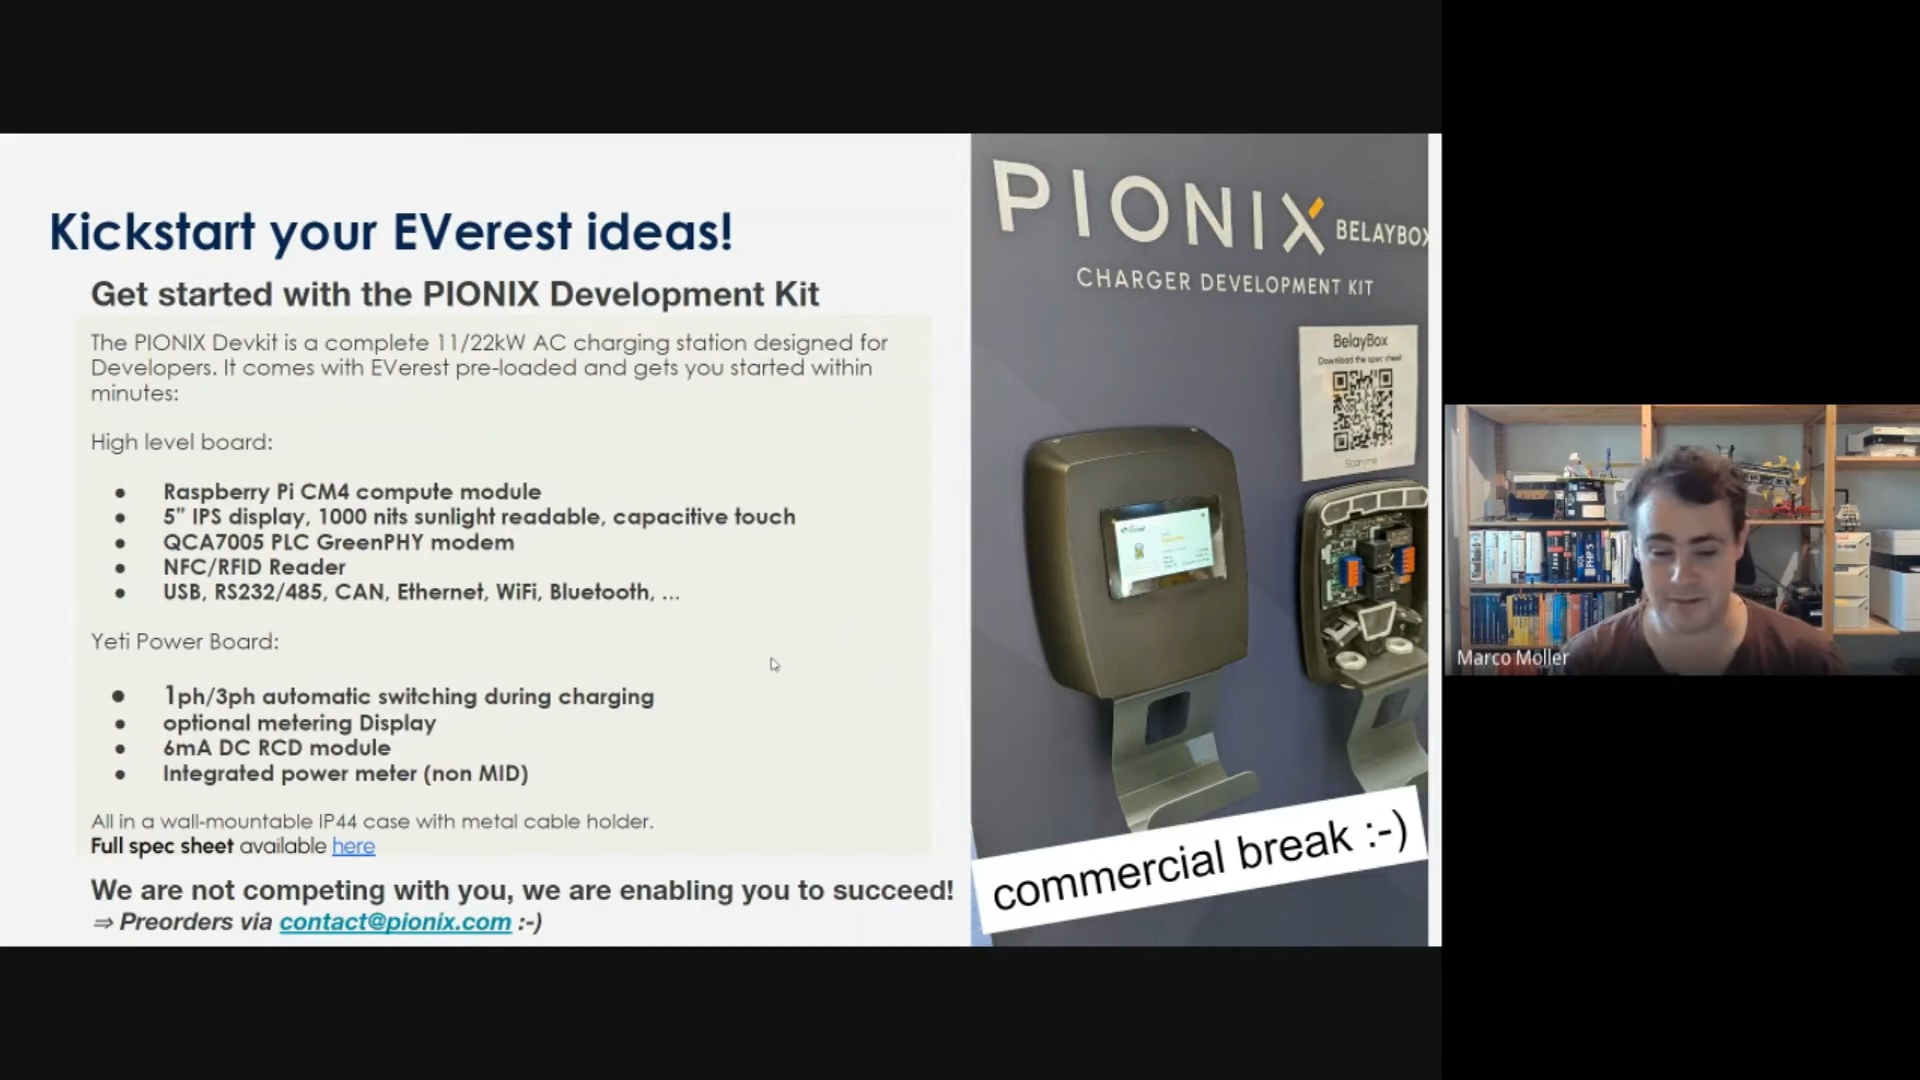 Kickstart your EVerest ideas!
Get started with the PIONIX Development Kit
The PIONIX Devkit is a complete 11/22kW AC charging station designed for
Developers. It comes with EVerest pre-loaded and gets you started within
minutes:
High level board:
● Raspberry Pi CM4 compute module
● 5” IPS display, 1000 nits sunlight readable, capacitive touch
● QCA7005 PLC GreenPHY modem
● NFC/RFID Reader
● USB, RS232/485, CAN, Ethernet, WiFi, Bluetooth, ...
Yeti Power Board:
● 1ph/3ph automatic switching during charging
● optional metering Display
● 6mA DC RCD module
● Integrated power meter (non MID)
All in a wall-mountable IP44 case with metal cable holder.
Full spec sheet available here
We are not competing with you, we are enabling you to succeed!
⇒ Preorders via contact@pionix.com :-)
PIONIX BELAYBOX
CHARGER DEVELOPMENT KIT
BelayBox
Download the spec sheet
Scan me
commercial break :-)
Marco Möller